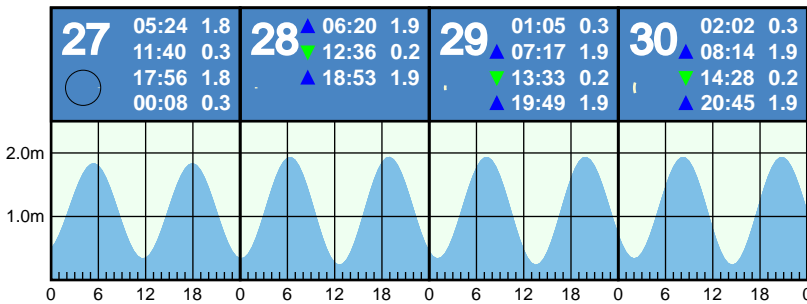 27
05:24 1.8
11:40 0.3
17:56 1.8
00:08 0.3
28
▲ 06:20 1.9
▼ 12:36 0.2
▲ 18:53 1.9
29
01:05 0.3
▲ 07:17 1.9
▼ 13:33 0.2
▲ 19:49 1.9
30
02:02 0.3
▲ 08:14 1.9
▼ 14:28 0.2
▲ 20:45 1.9
2.0m
1.0m
0 6 12 18 0 6 12 18 0 6 12 18 0 6 12 18 0